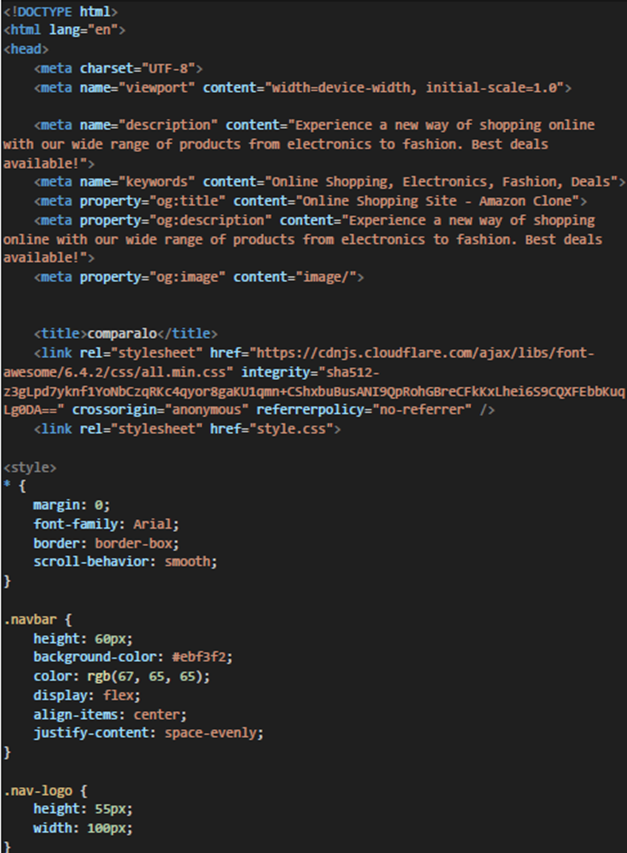 <!DOCTYPE html>
<html lang="en">
<head>
    <meta charset="UTF-8">
    <meta name="viewport" content="width=device-width, initial-scale=1.0">
    <meta name="description" content="Experience a new way of shopping online
with our wide range of products from electronics to fashion. Best deals
available!">
    <meta name="keywords" content="Online Shopping, Electronics, Fashion, Deals">
    <meta property="og:title" content="Online Shopping Site - Amazon Clone">
    <meta property="og:description" content="Experience a new way of shopping
online with our wide range of products from electronics to fashion. Best deals
available!">
    <meta property="og:image" content="image/">
    <title>comparalo</title>
    <link rel="stylesheet" href="https://cdnjs.cloudflare.com/ajax/libs/font-
awesome/6.4.2/css/all.min.css" integrity="sha512-
z3gLpd7yknf1YoNbCzqRKc4qyor8gaKU1qmn+CShxbuBusANI9QpRohGBreCFkKxLhei6S9CQXFEbbKuq
Lg0DA==" crossorigin="anonymous" referrerpolicy="no-referrer" />
    <link rel="stylesheet" href="style.css">
<style>
* {
    margin: 0;
    font-family: Arial;
    border: border-box;
    scroll-behavior: smooth;
}
.navbar {
    height: 60px;
    background-color: #ebf3f2;
    color: rgb(67, 65, 65);
    display: flex;
    align-items: center;
    justify-content: space-evenly;
}
.nav-logo {
    height: 55px;
    width: 100px;
}